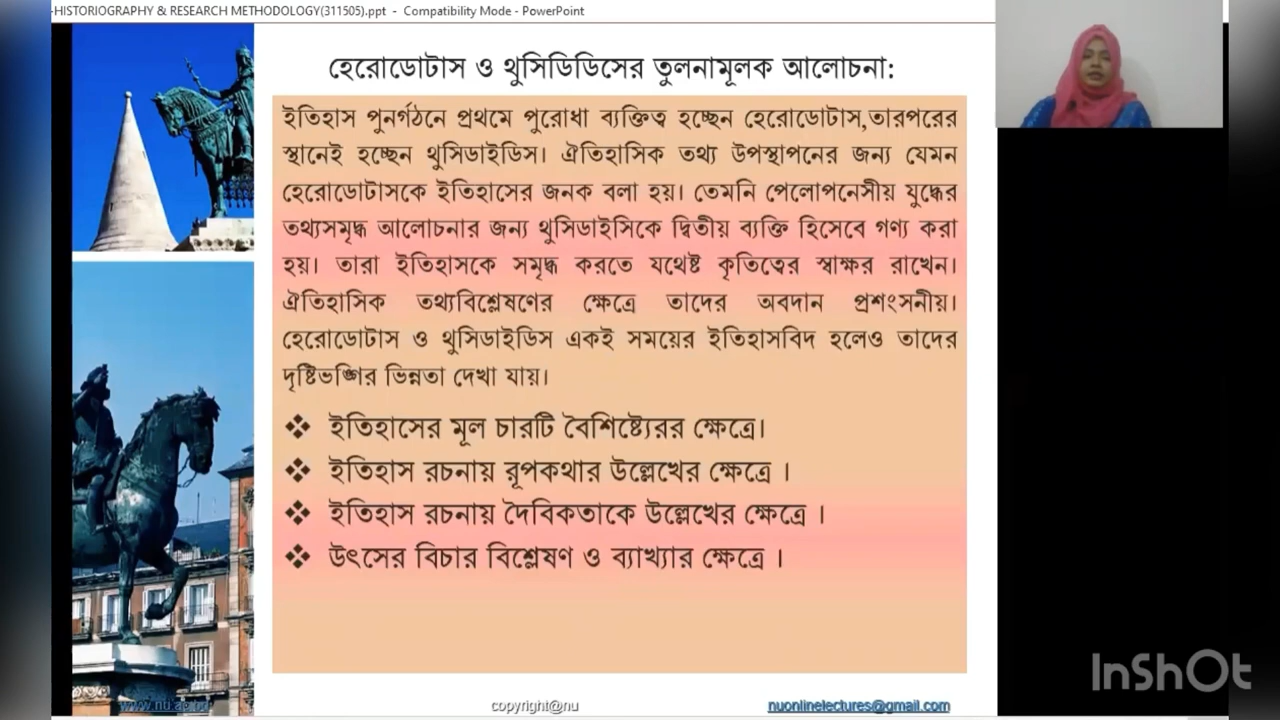 -HISTORIOGRAPHY & RESEARCH METHODOLOGY(311505).ppt - Compatibility Mode - PowerPoint
হেরোডোটাস ও থুসিডিডিসের তুলনামূলক আলোচনা:
ইতিহাস পুনর্গঠনে প্রথমে পুরোধা ব্যক্তিত্ব হচ্ছেন হেরোডোটাস,তারপরের
স্থানেই হচ্ছেন থুসিডাইডিস। ঐতিহাসিক তথ্য উপস্থাপনের জন্য যেমন
হেরোডোটাসকে ইতিহাসের জনক বলা হয়। তেমনি পেলোপনেসীয় যুদ্ধের
তথ্যসমৃদ্ধ আলোচনার জন্য থুসিডাইসিকে দ্বিতীয় ব্যক্তি হিসেবে গণ্য করা
হয়। তারা ইতিহাসকে সমৃদ্ধ করতে যথেষ্ট কৃতিত্বের স্বাক্ষর রাখেন।
ঐতিহাসিক তথ্যবিশ্লেষণের ক্ষেত্রে তাদের অবদান প্রশংসনীয়।
হেরোডোটাস ও থুসিডাইডিস একই সময়ের ইতিহাসবিদ হলেও তাদের
দৃষ্টিভঙ্গির ভিন্নতা দেখা যায়।
❖ ইতিহাসের মূল চারটি বৈশিষ্ট্যেরর ক্ষেত্রে।
❖ ইতিহাস রচনায় রূপকথার উল্লেখের ক্ষেত্রে ।
❖ ইতিহাস রচনায় দৈবিকতাকে উল্লেখের ক্ষেত্রে ।
❖ উৎসের বিচার বিশ্লেষণ ও ব্যাখ্যার ক্ষেত্রে ।
www.nu.ac.bd
copyright@nu
nuonlinelectures@gmail.com
InShOt